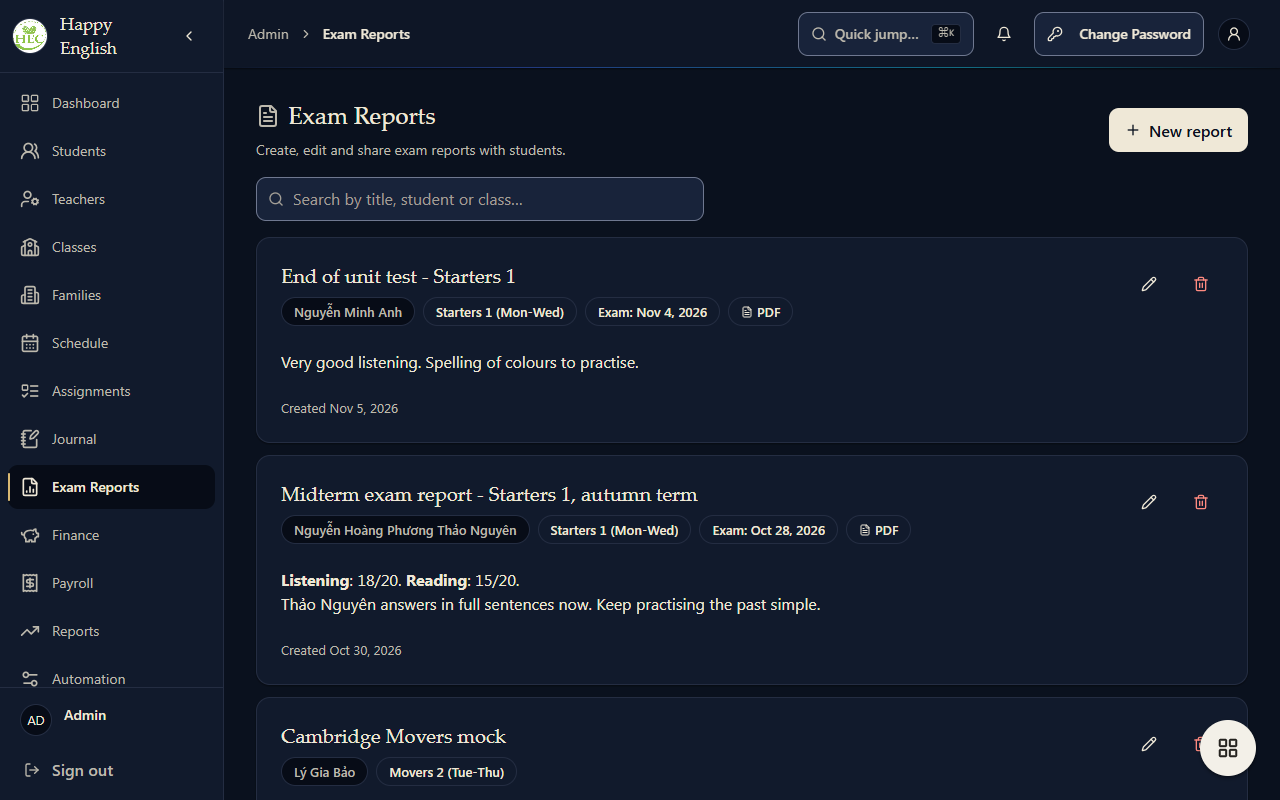 HEC
Happy
English
Admin > Exam Reports
Quick jump... ⌘K
Change Password
Dashboard
Students
Teachers
Classes
Families
Schedule
Assignments
Journal
Exam Reports
Finance
Payroll
Reports
Automation
AD
Admin
Sign out
Exam Reports
Create, edit and share exam reports with students.
+ New report
Search by title, student or class...
End of unit test - Starters 1
Nguyễn Minh Anh
Starters 1 (Mon-Wed)
Exam: Nov 4, 2026
PDF
Very good listening. Spelling of colours to practise.
Created Nov 5, 2026
Midterm exam report - Starters 1, autumn term
Nguyễn Hoàng Phương Thảo Nguyên
Starters 1 (Mon-Wed)
Exam: Oct 28, 2026
PDF
Listening: 18/20. Reading: 15/20.
Thảo Nguyên answers in full sentences now. Keep practising the past simple.
Created Oct 30, 2026
Cambridge Movers mock
Lý Gia Bảo
Movers 2 (Tue-Thu)